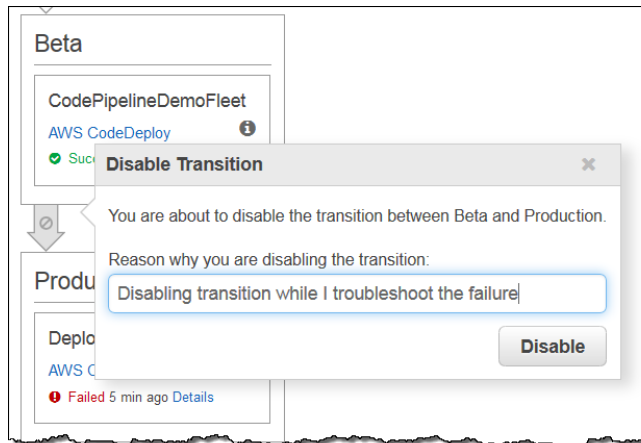 Beta
CodePipelineDemoFleet
AWS CodeDeploy
Disable Transition
You are about to disable the transition between Beta and Production.
Reason why you are disabling the transition:
Disabling transition while I troubleshoot the failure
Disable
AWS
Failed 5 min ago Details